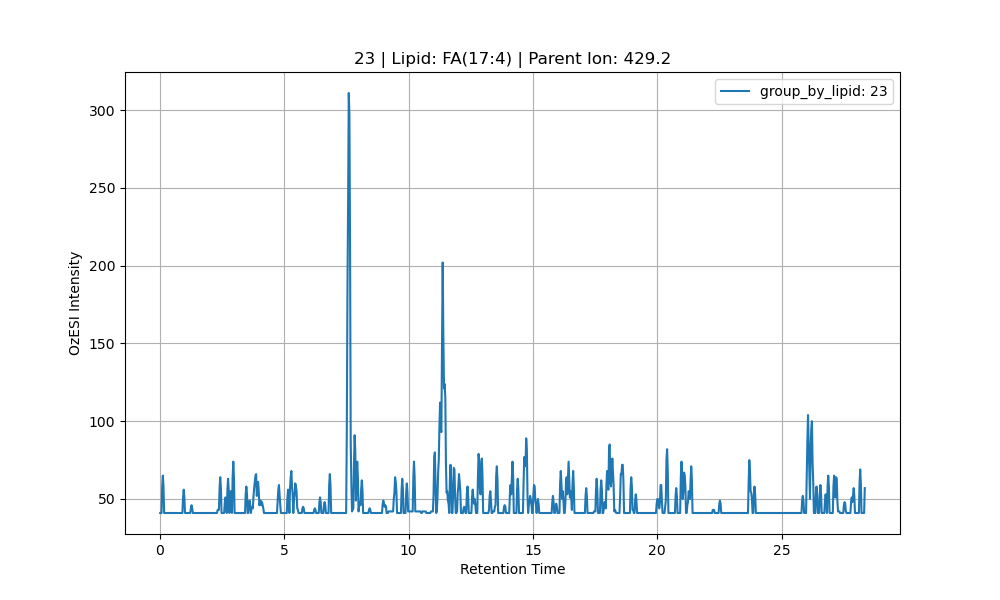 23 | Lipid: FA(17:4) | Parent Ion: 429.2
group_by_lipid: 23
OzESI Intensity
300
250
200
150
100
50
0 5 10 15 20 25
Retention Time